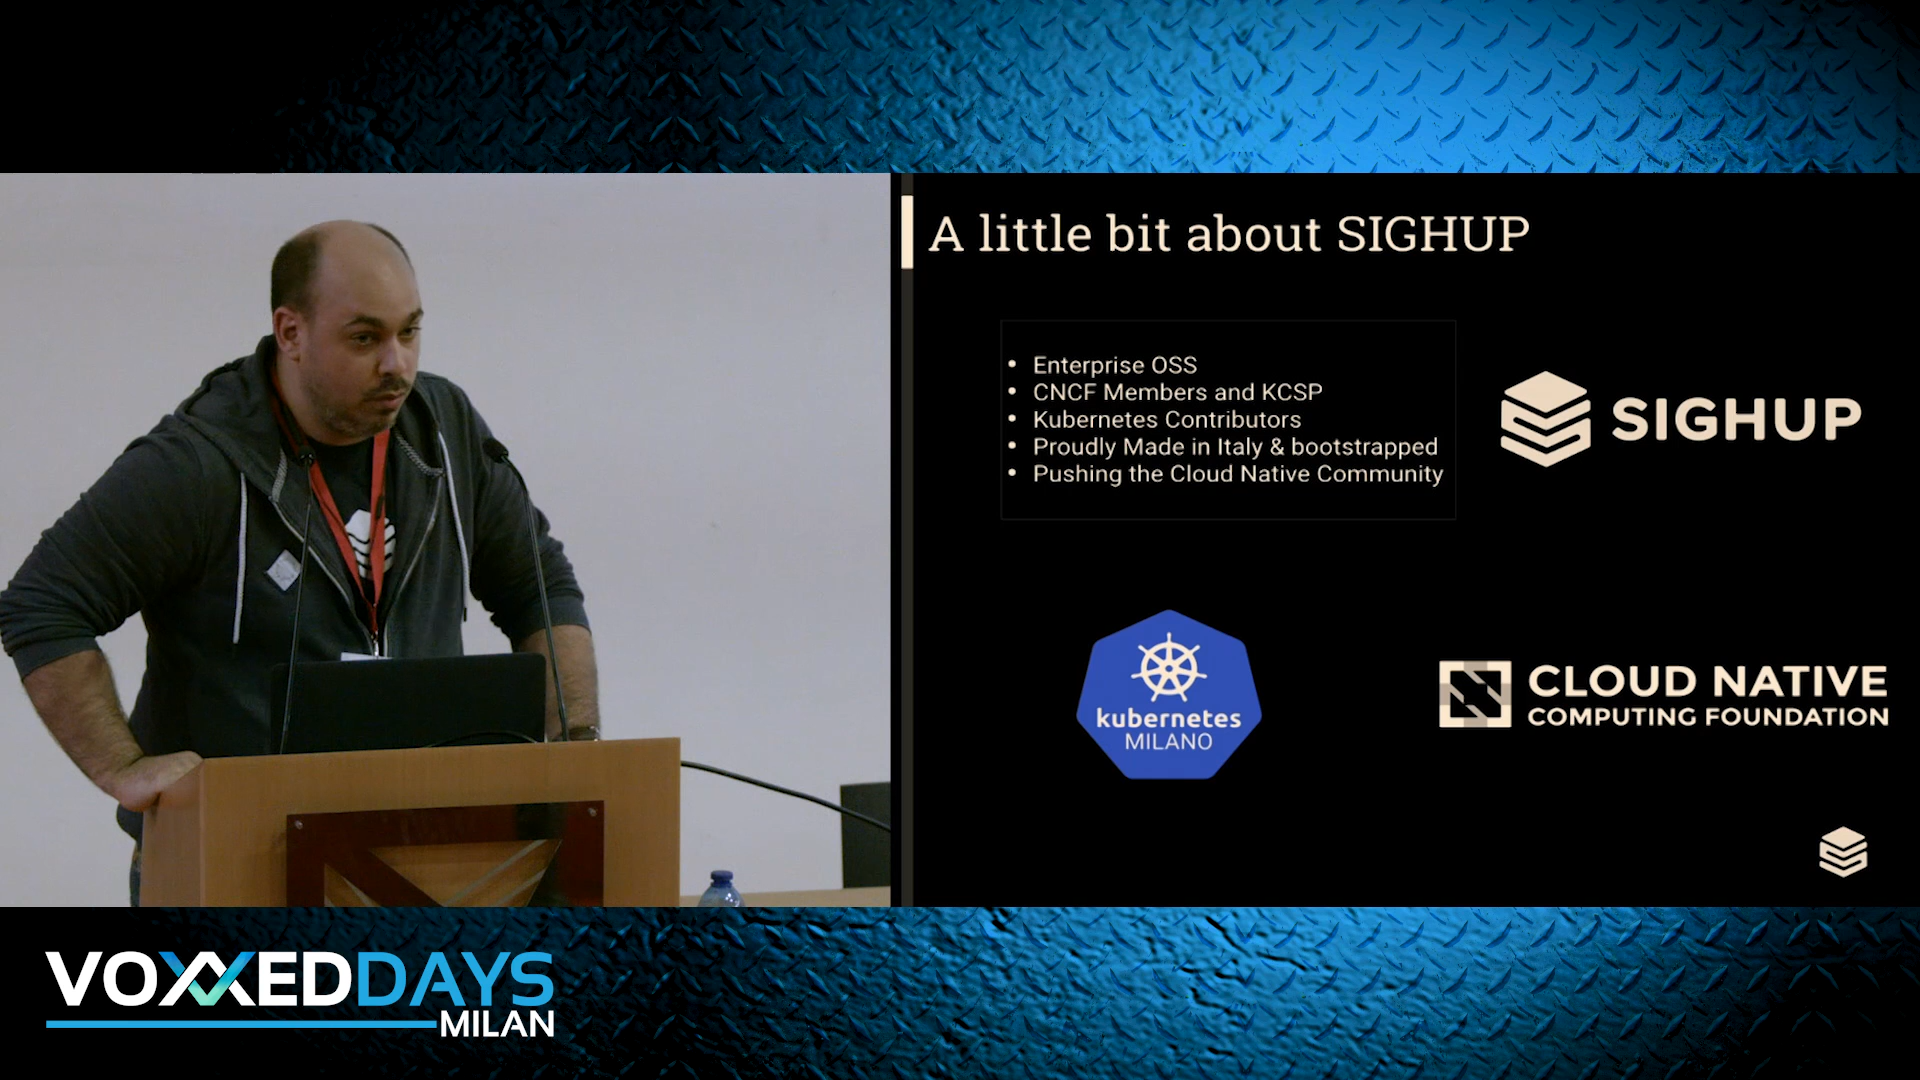 A little bit about SIGHUP
• Enterprise OSS
• CNCF Members and KCSP
• Kubernetes Contributors
• Proudly Made in Italy & bootstrapped
• Pushing the Cloud Native Community
SIGHUP
kubernetes
MILANO
CLOUD NATIVE
COMPUTING FOUNDATION
VOXXEDDAYS
MILAN